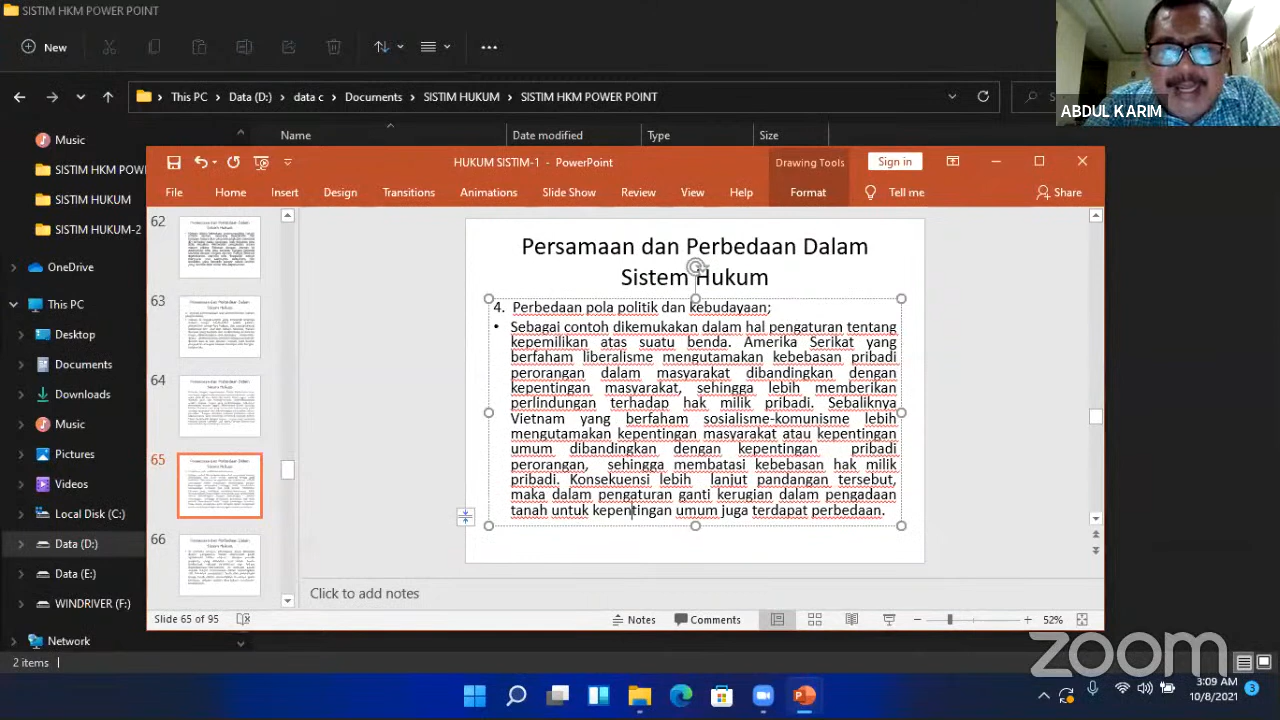 SISTIM HKM POWER POINT
New
This PC
Data (D:)
data c
Documents
SISTIM HUKUM
SISTIM HKM POWER POINT
ABDUL KARIM
Music
Name
Date modified
Type
Size
SISTIM HKM POW
SISTIM HUKUM
SISTIM HUKUM-2
OneDrive
This PC
Desktop
Documents
Downloads
Music
Pictures
Videos
Local Disk (C:)
Data (D:)
Data (E:)
WINDRIVER (F:)
Network
2 items
HUKUM SISTIM-1 - PowerPoint
Drawing Tools
Sign in
File
Home
Insert
Design
Transitions
Animations
Slide Show
Review
View
Help
Format
Tell me
Share
62
63
64
65
66
Persamaan dan Perbedaan Dalam
Sistem Hukum
4. Perbedaan pola pikir dan kebudayaan;
• Sebagai contoh dikemukakan dalam hal pengaturan tentang
kepemilikan atas suatu benda. Amerika Serikat yang
berfaham liberalisme mengutamakan kebebasan pribadi
perorangan dalam masyarakat dibandingkan dengan
kepentingan masyarakat, sehingga lebih memberikan
perlindungan terhadap hak milik pribadi. Sebaliknya
Vietnam yang berfaham sosialisme-komunisme lebih
mengutamakan kepentingan masyarakat atau kepentingan
umum dibandingkan dengan kepentingan pribadi
perorangan, sehingga membatasi kebebasan hak milik
pribadi. Konsekuensi lebih lanjut pandangan tersebut,
maka dalam pengaturan ganti kerugian dalam pengadaan
tanah untuk kepentingan umum juga terdapat perbedaan.
Click to add notes
Slide 65 of 95
Notes
Comments
52%
zoom
3:09 AM
10/8/2021
3